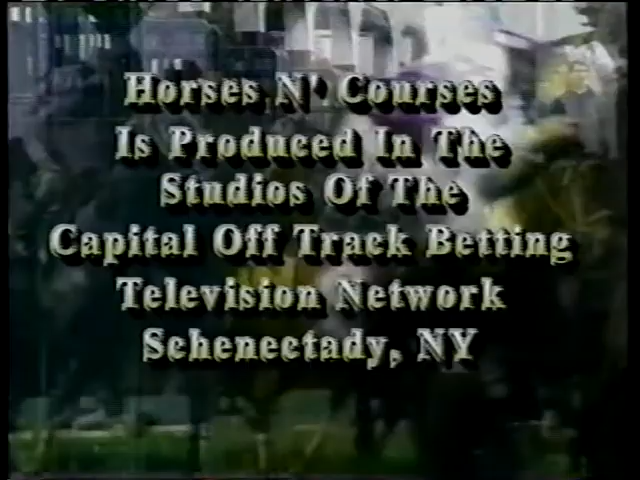 Horses N' Courses
Is Produced In The
Studios Of The
Capital Off Track Betting
Television Network
Schenectady, NY